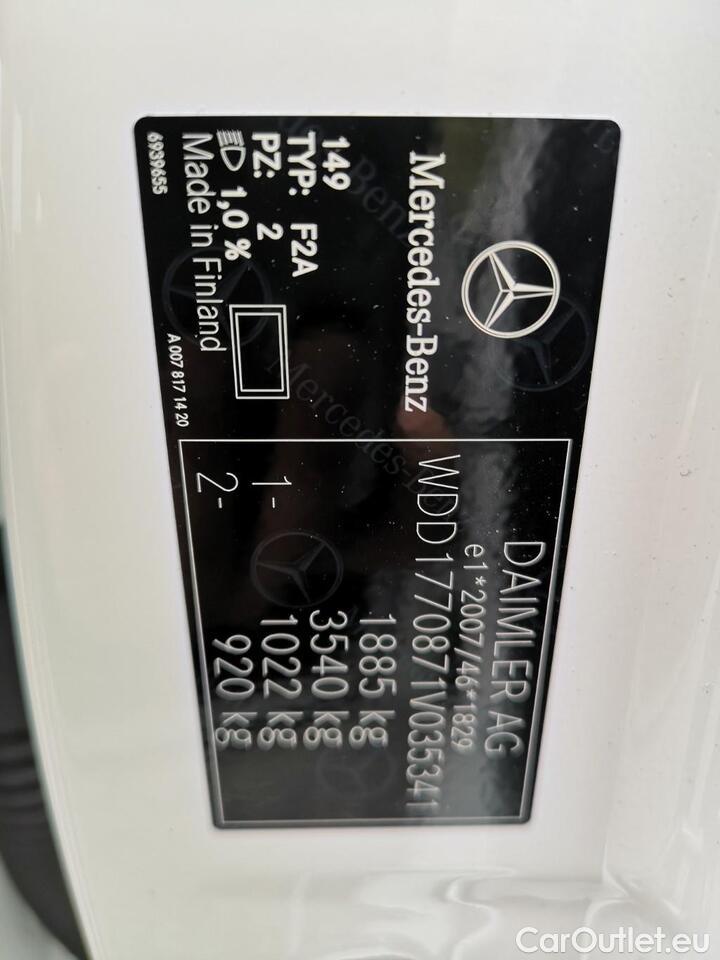 Mercedes-Benz
149
TYP: F2A
PZ: 2
1,0 %
Made in Finland
6939655
A 007 817 14 20
DAIMLER AG
e1*2007/46*1829
WDD1770871V035341
1885 kg
3540 kg
1- 1022 kg
2- 920 kg
CarOutlet.eu